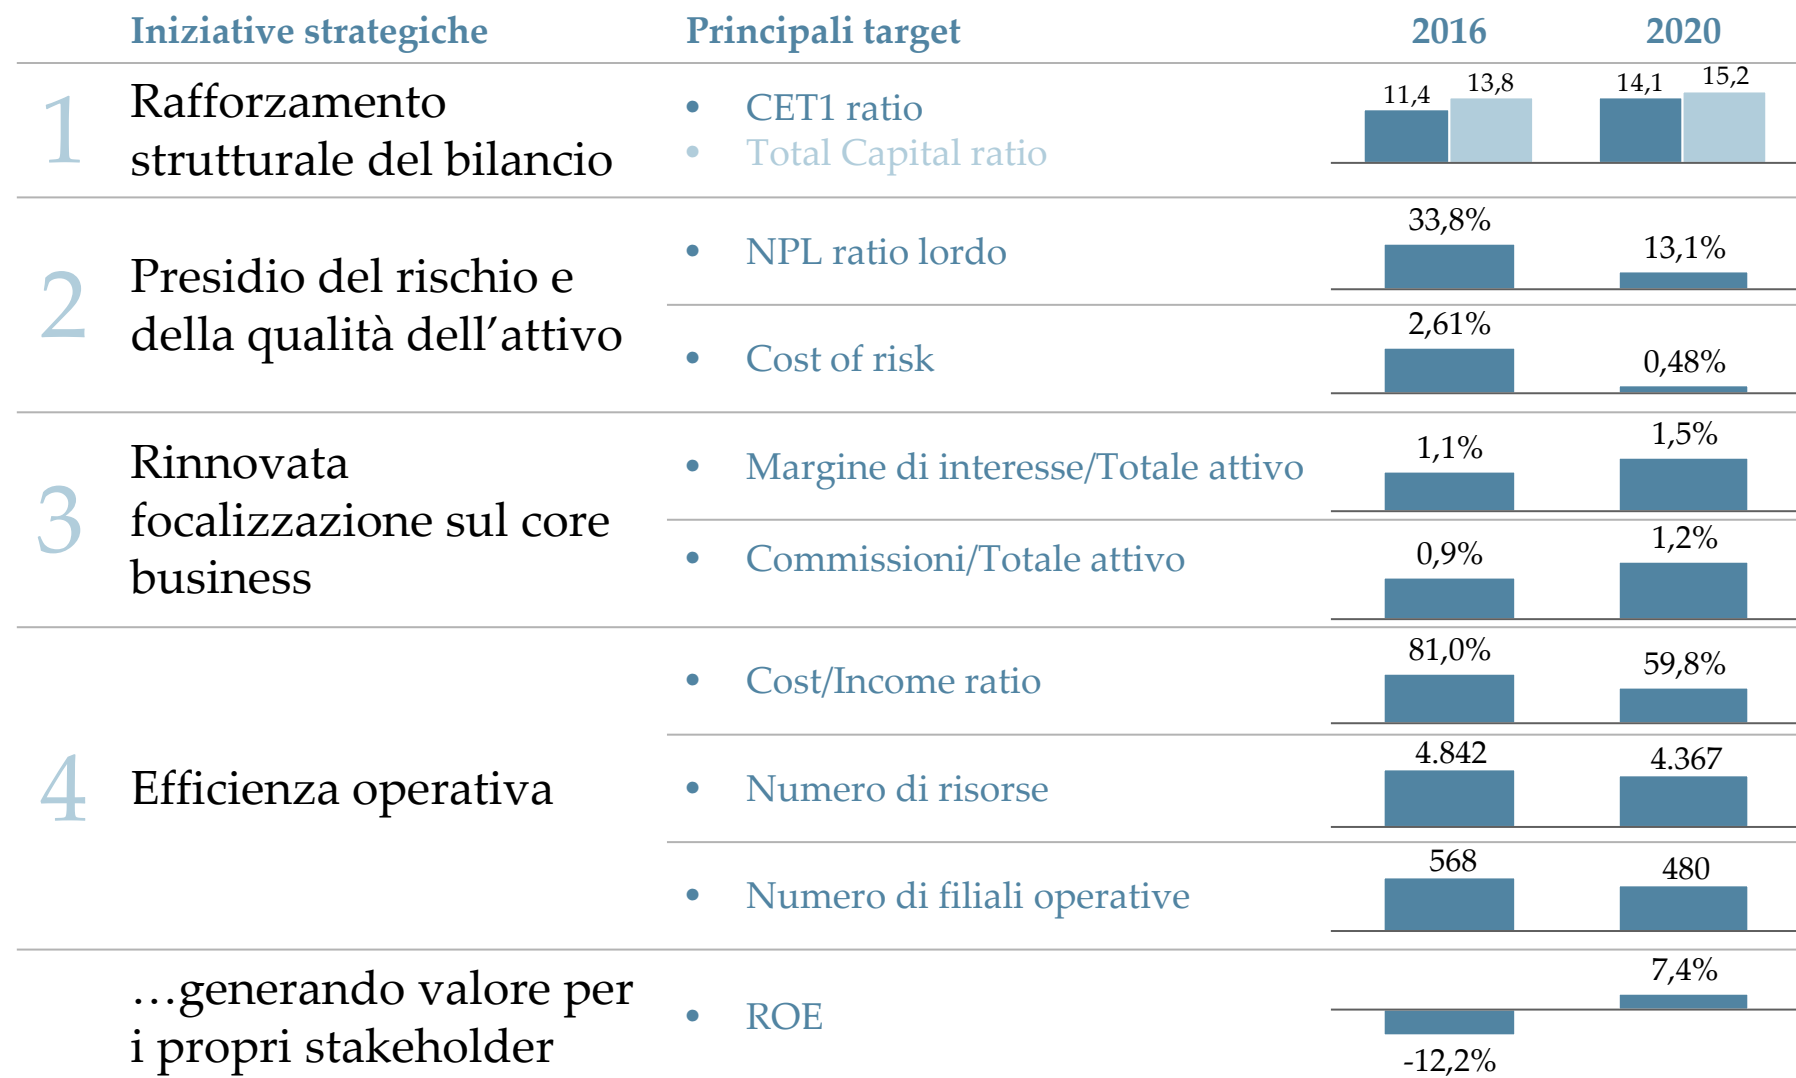 Iniziative strategiche Principali target 2016 2020
1 Rafforzamento
strutturale del bilancio
• CET1 ratio
• Total Capital ratio
11,4 13,8 14,1 15,2
2 Presidio del rischio e
della qualità dell’attivo
• NPL ratio lordo
33,8% 13,1%
• Cost of risk
2,61% 0,48%
3 Rinnovata
focalizzazione sul core
business
• Margine di interesse/Totale attivo
1,1% 1,5%
• Commissioni/Totale attivo
0,9% 1,2%
4 Efficienza operativa
• Cost/Income ratio
81,0% 59,8%
• Numero di risorse
4.842 4.367
• Numero di filiali operative
568 480
…generando valore per
i propri stakeholder
• ROE
-12,2% 7,4%